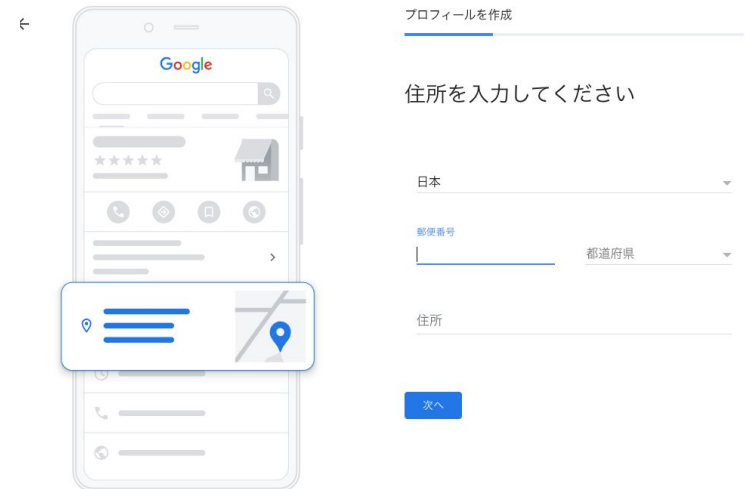 Google
プロフィールを作成
住所を入力してください
日本
郵便番号
都道府県
住所
次へ